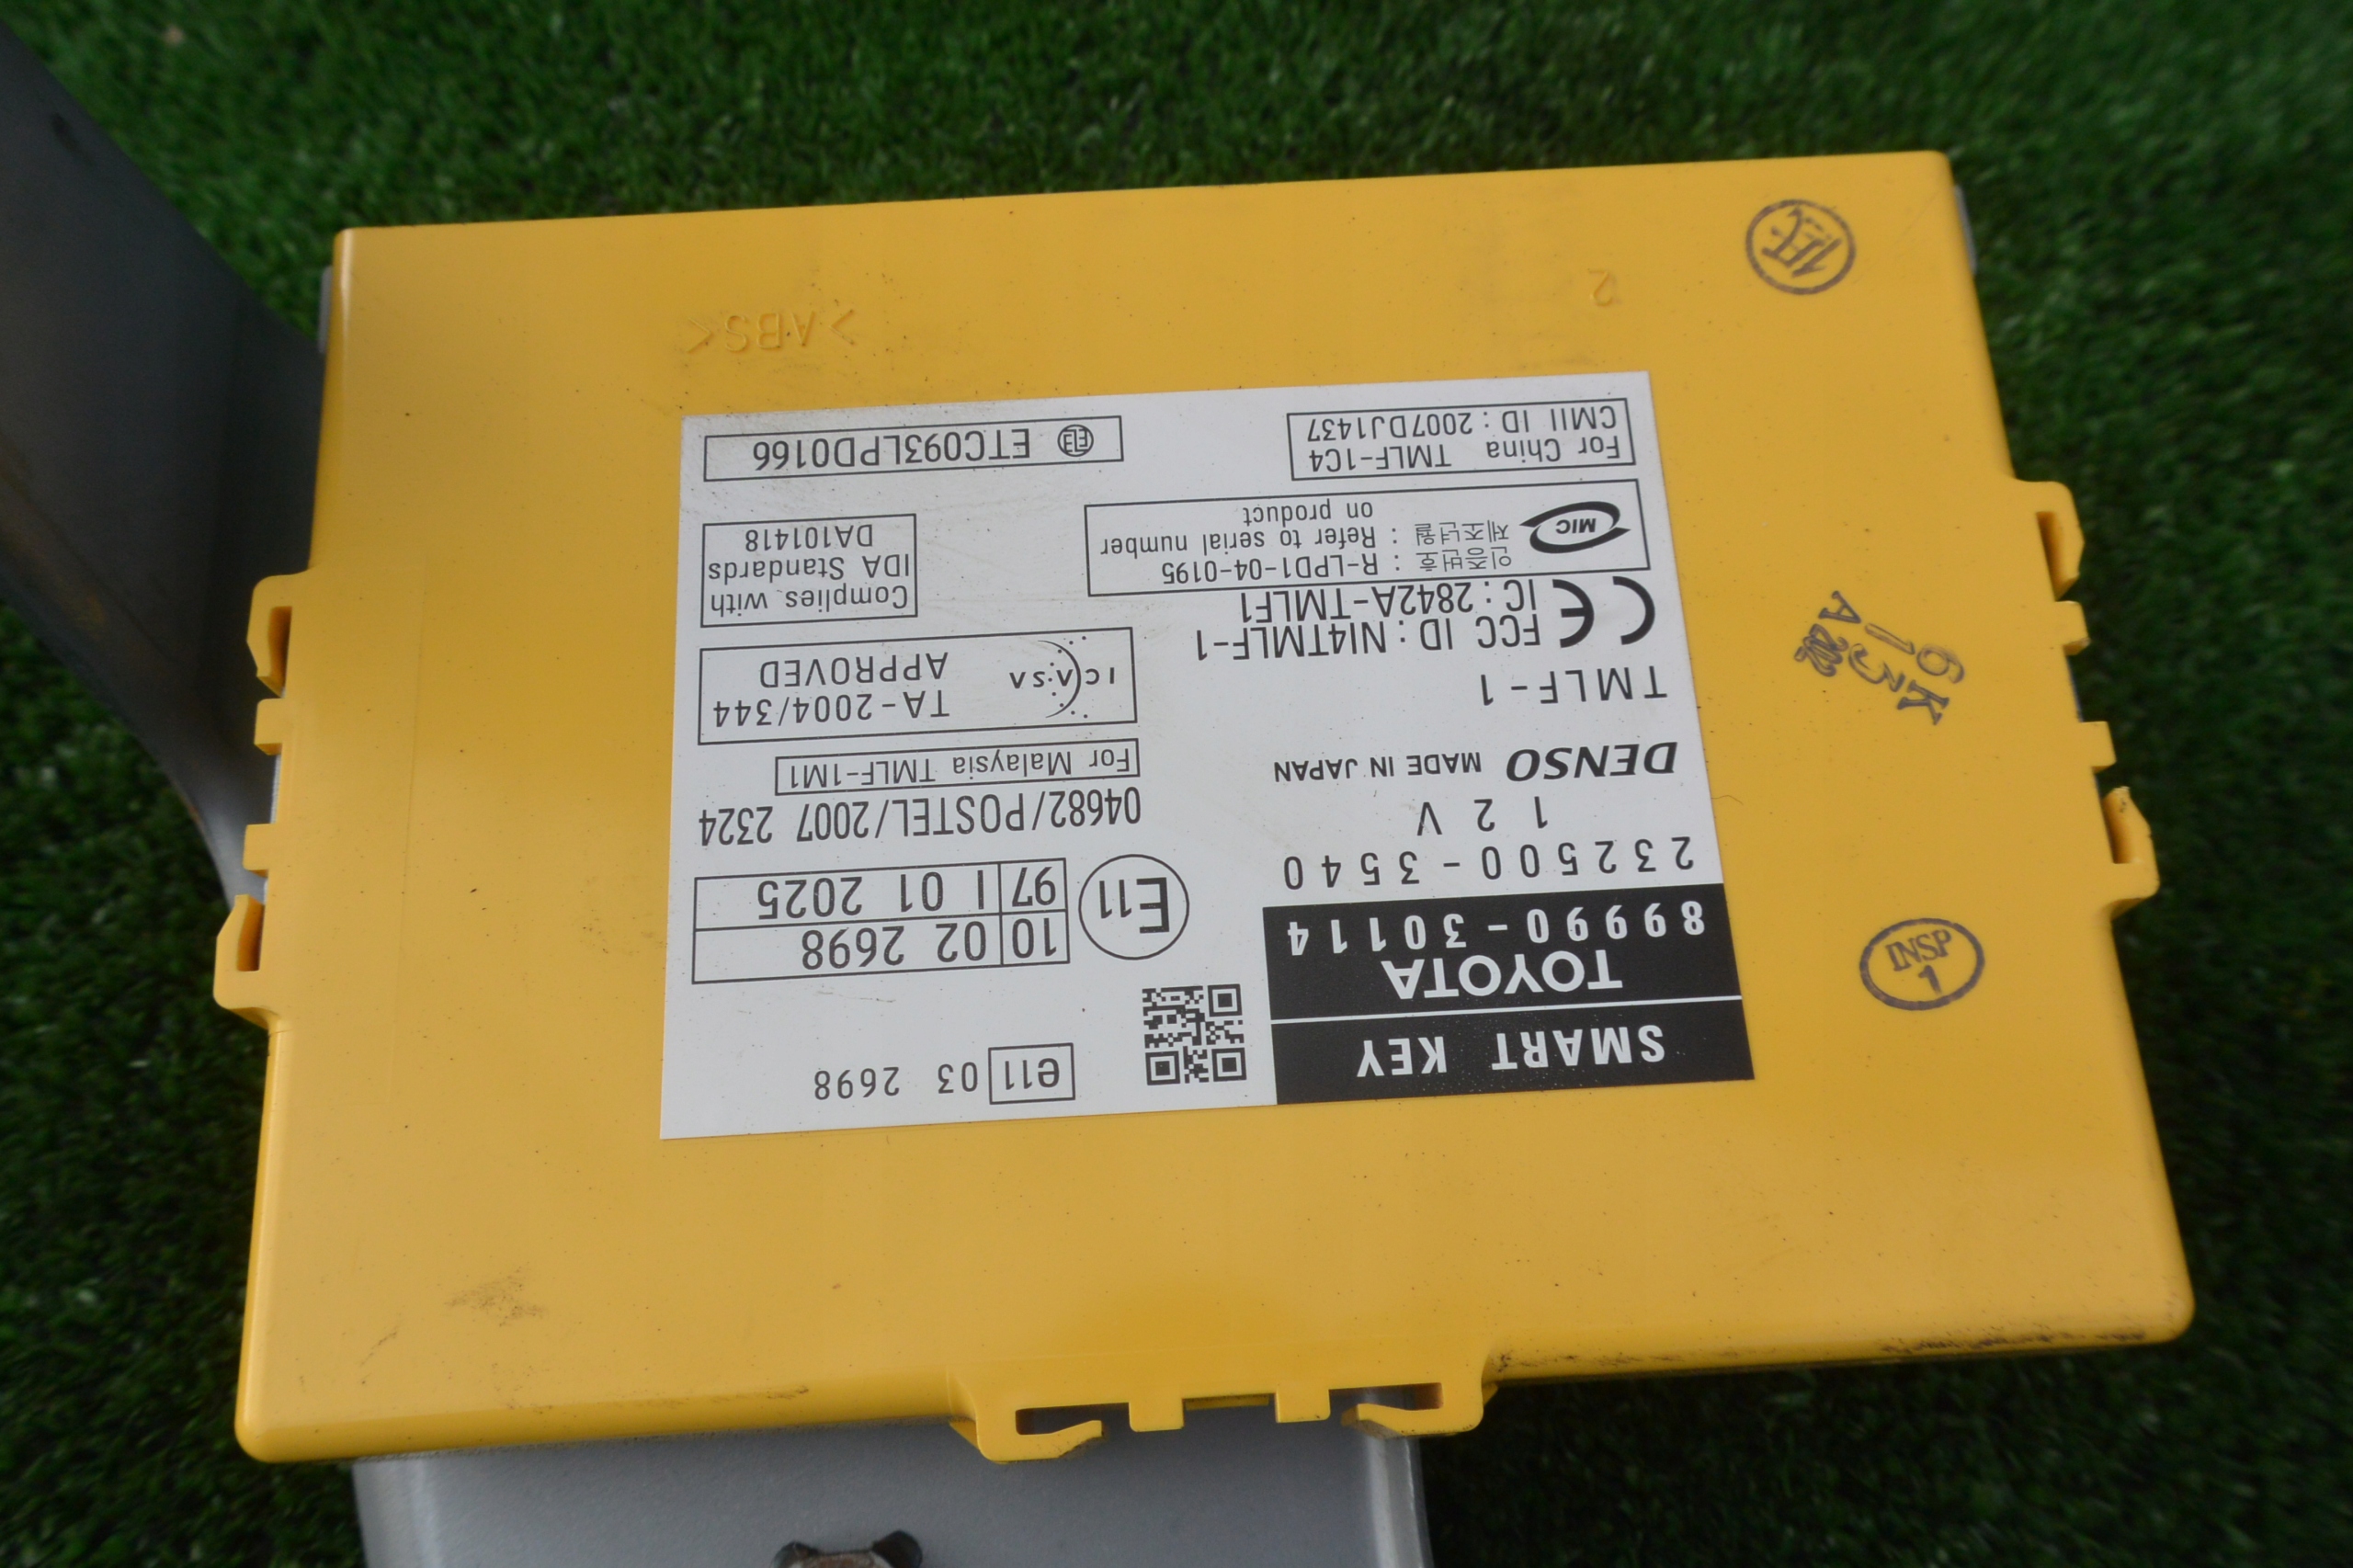 SMART KEY
TOYOTA
89990-30114
232500-3540
12V
DENSO MADE IN JAPAN
TMLF-1
CE
FCC ID : NI4TMLF-1
IC : 2842A-TMLF1
MIC
인증번호 : R-LPD1-04-0195
제조년월 : Refer to serial number
on product
For China TMLF-1C4
CMII ID : 2007DJ1437
e11 03 2698
E11
10 02 2698
97 I 01 2025
04682/POSTEL/2007 2324
For Malaysia TMLF-1M1
ICASA
TA-2004/344
APPROVED
Complies with
IDA Standards
DA101418
ETC093LPD0166
INSP
1
6K
13
>ABS<
2